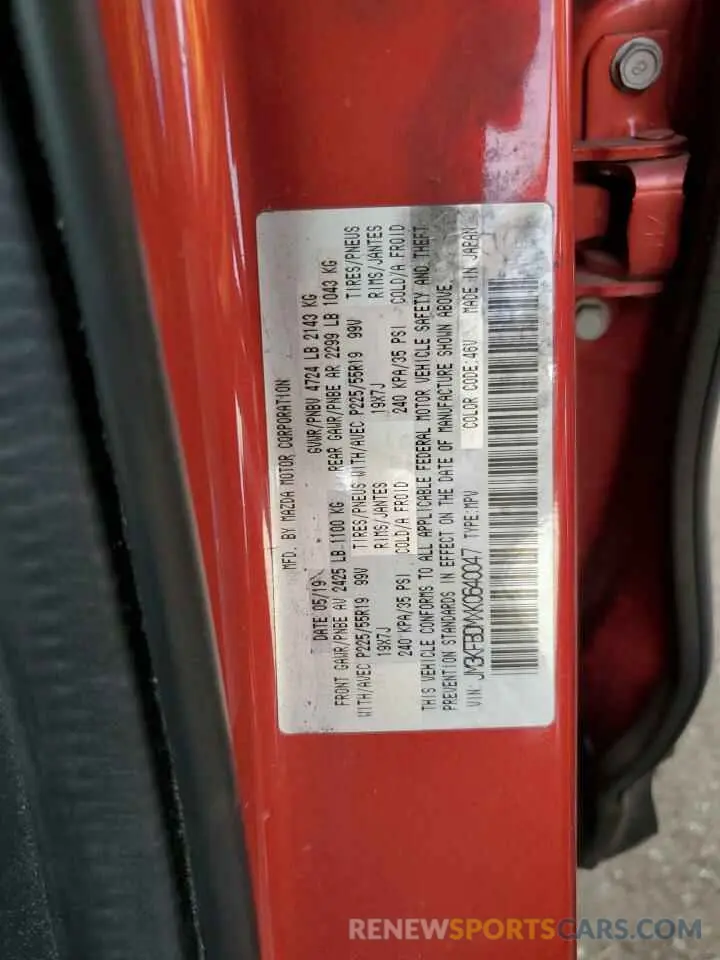 MFD. BY MAZDA MOTOR CORPORATION
DATE 05/19 GVWR/PNBV 4724 LB 2143 KG
FRONT GAWR/PNBE AV 2425 LB 1100 KG REAR GAWR/PNBE AR 2299 LB 1043 KG
WITH/AVEC P225/55R19 99V TIRES/PNEUS WITH/AVEC P225/55R19 99V TIRES/PNEUS
19X7J RIMS/JANTES 19X7J RIMS/JANTES
240 KPA/35 PSI COLD/A FROID 240 KPA/35 PSI COLD/A FROID
THIS VEHICLE CONFORMS TO ALL APPLICABLE FEDERAL MOTOR VEHICLE SAFETY AND THEFT
PREVENTION STANDARDS IN EFFECT ON THE DATE OF MANUFACTURE SHOWN ABOVE.
VIN: JM3KFBDMXK0640047 TYPE:MPV COLOR CODE:46V MADE IN JAPAN
8
RENEWSPORTSCARS.COM